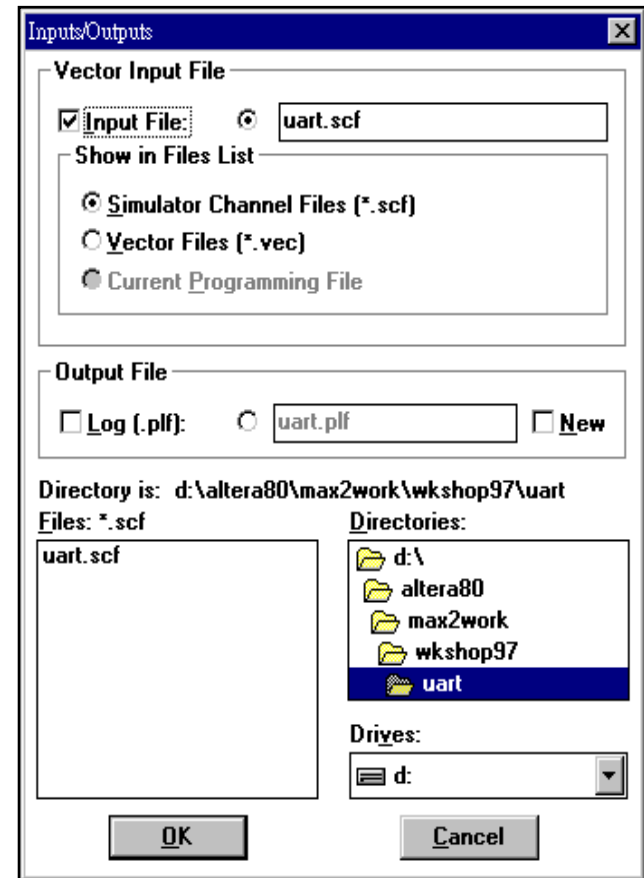 Inputs/Outputs
Vector Input File
Input File: uart.scf
Show in Files List
Simulator Channel Files (*.scf)
Vector Files (*.vec)
Current Programming File
Output File
Log (.plf): uart.plf New
Directory is: d:\altera80\max2work\wkshop97\uart
Files: *.scf
uart.scf
Directories:
d:\
altera80
max2work
wkshop97
uart
Drives:
d:
OK Cancel